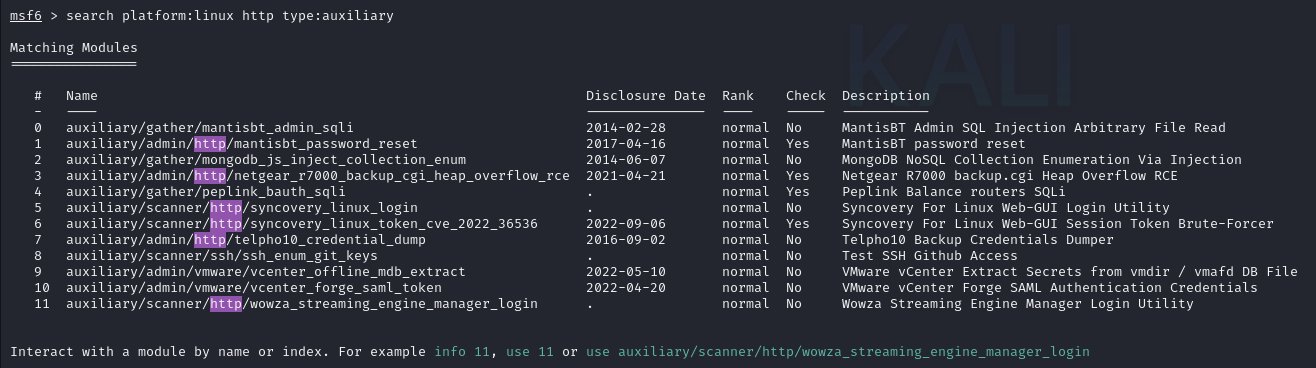 msf6 > search platform:linux http type:auxiliary
KALI
Matching Modules
================
#   Name   Disclosure Date   Rank   Check   Description
-   ----   ---------------   ----   -----   -----------
0   auxiliary/gather/mantisbt_admin_sqli   2014-02-28   normal   No   MantisBT Admin SQL Injection Arbitrary File Read
1   auxiliary/admin/http/mantisbt_password_reset   2017-04-16   normal   Yes   MantisBT password reset
2   auxiliary/gather/mongodb_js_inject_collection_enum   2014-06-07   normal   No   MongoDB NoSQL Collection Enumeration Via Injection
3   auxiliary/admin/http/netgear_r7000_backup_cgi_heap_overflow_rce   2021-04-21   normal   Yes   Netgear R7000 backup.cgi Heap Overflow RCE
4   auxiliary/gather/peplink_bauth_sqli   .   normal   Yes   Peplink Balance routers SQLi
5   auxiliary/scanner/http/syncovery_linux_login   .   normal   No   Syncovery For Linux Web-GUI Login Utility
6   auxiliary/scanner/http/syncovery_linux_token_cve_2022_36536   2022-09-06   normal   Yes   Syncovery For Linux Web-GUI Session Token Brute-Forcer
7   auxiliary/admin/http/telpho10_credential_dump   2016-09-02   normal   No   Telpho10 Backup Credentials Dumper
8   auxiliary/scanner/ssh/ssh_enum_git_keys   .   normal   No   Test SSH Github Access
9   auxiliary/admin/vmware/vcenter_offline_mdb_extract   2022-05-10   normal   No   VMware vCenter Extract Secrets from vmdir / vmafd DB File
10   auxiliary/admin/vmware/vcenter_forge_saml_token   2022-04-20   normal   No   VMware vCenter Forge SAML Authentication Credentials
11   auxiliary/scanner/http/wowza_streaming_engine_manager_login   .   normal   No   Wowza Streaming Engine Manager Login Utility
Interact with a module by name or index. For example info 11, use 11 or use auxiliary/scanner/http/wowza_streaming_engine_manager_login